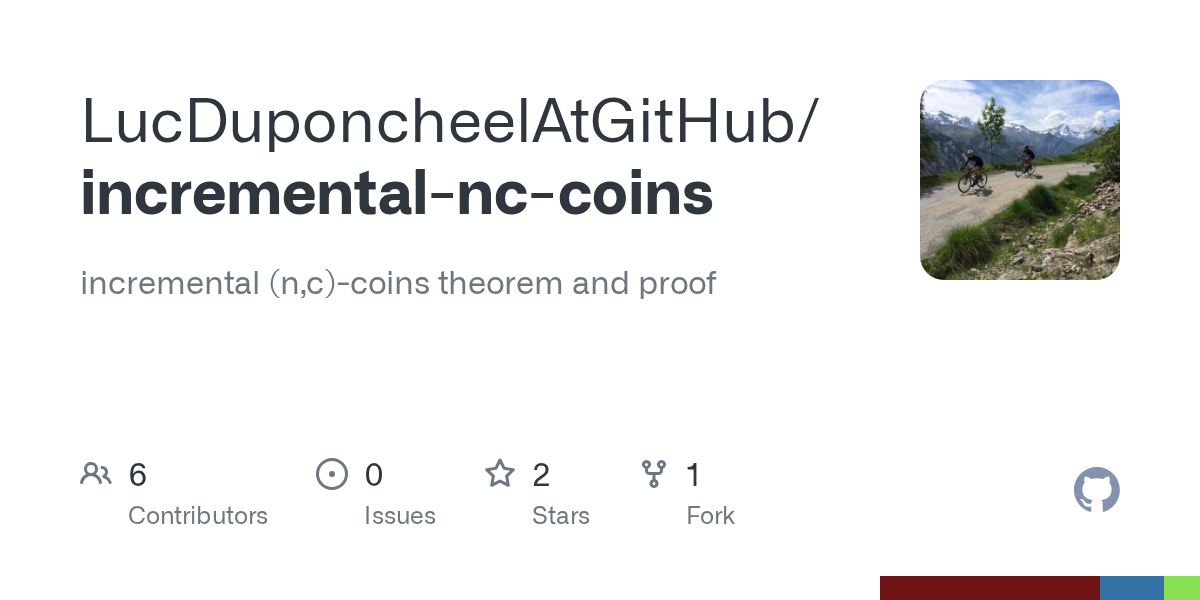 LucDuponcheelAtGitHub/
incremental-nc-coins
incremental (n,c)-coins theorem and proof
6
Contributors
0
Issues
2
Stars
1
Fork